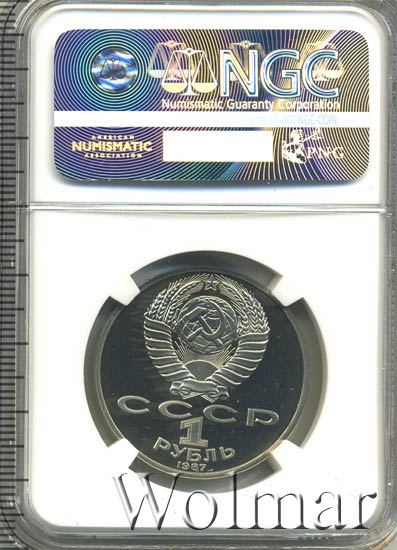 NGC
Numismatic Guaranty Corporation
1-800-NGC-COIN
AMERICAN
NUMISMATIC
ASSOCIATION
PNG
СССР
1
РУБЛЬ
1987
Wolmar